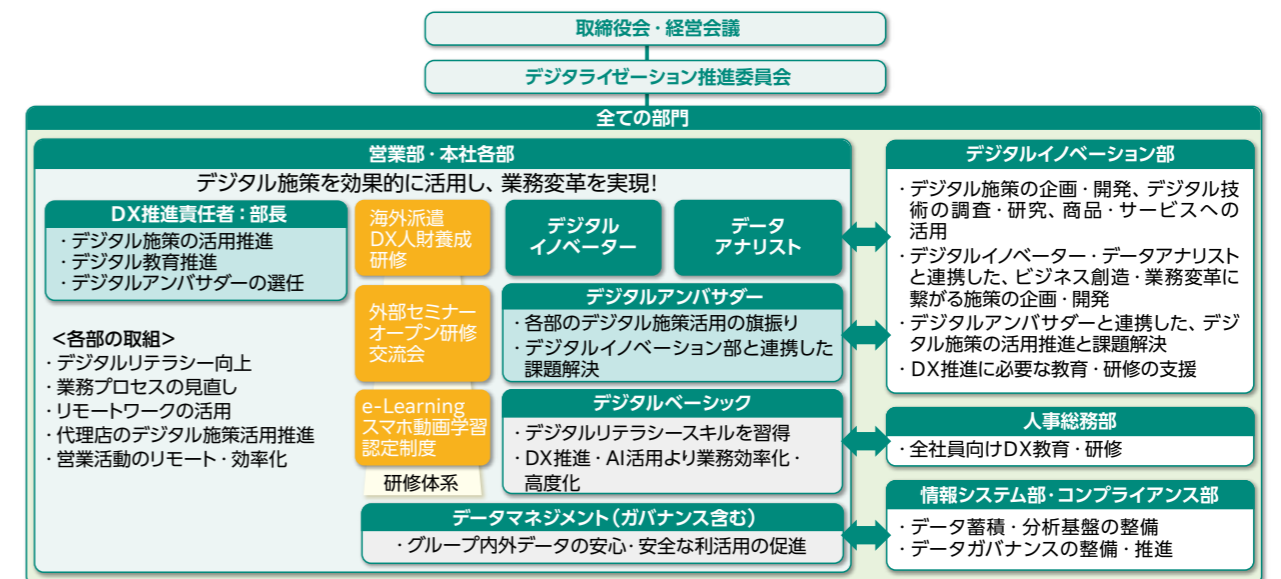 取締役会・経営会議
デジタライゼーション推進委員会
全ての部門
営業部・本社各部
デジタル施策を効果的に活用し、業務変革を実現!
DX推進責任者：部長
・デジタル施策の活用推進
・デジタル教育推進
・デジタルアンバサダーの選任
<各部の取組>
・デジタルリテラシー向上
・業務プロセスの見直し
・リモートワークの活用
・代理店のデジタル施策活用推進
・営業活動のリモート・効率化
海外派遣
DX人財養成
研修
外部セミナー
オープン研修
交流会
e-Learning
スマホ動画学習
認定制度
研修体系
デジタル
イノベーター
データ
アナリスト
デジタルアンバサダー
・各部のデジタル施策活用の旗振り
・デジタルイノベーション部と連携した
課題解決
デジタルベーシック
・デジタルリテラシースキルを習得
・DX推進・AI活用より業務効率化・
高度化
データマネジメント（ガバナンス含む）
・グループ内外データの安心・安全な利活用の促進
デジタルイノベーション部
・デジタル施策の企画・開発、デジタル技
術の調査・研究、商品・サービスへの
活用
・デジタルイノベーター・データアナリスト
と連携した、ビジネス創造・業務変革に
繋がる施策の企画・開発
・デジタルアンバサダーと連携した、デジ
タル施策の活用推進と課題解決
・DX推進に必要な教育・研修の支援
人事総務部
・全社員向けDX教育・研修
情報システム部・コンプライアンス部
・データ蓄積・分析基盤の整備
・データガバナンスの整備・推進